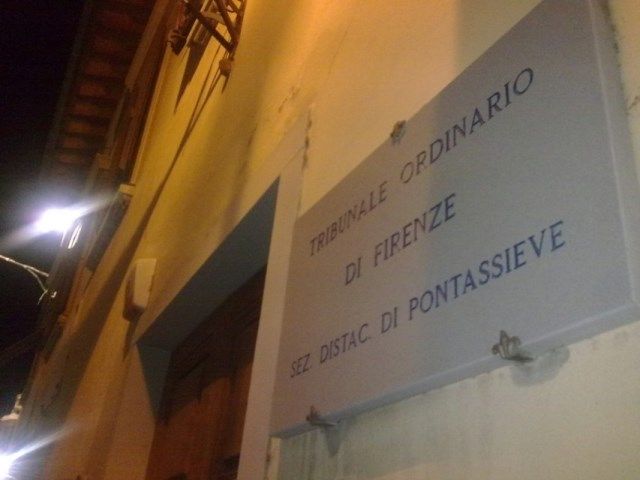 TRIBUNALE ORDINARIO
DI FIRENZE
SEZ. DISTAC. DI PONTASSIEVE